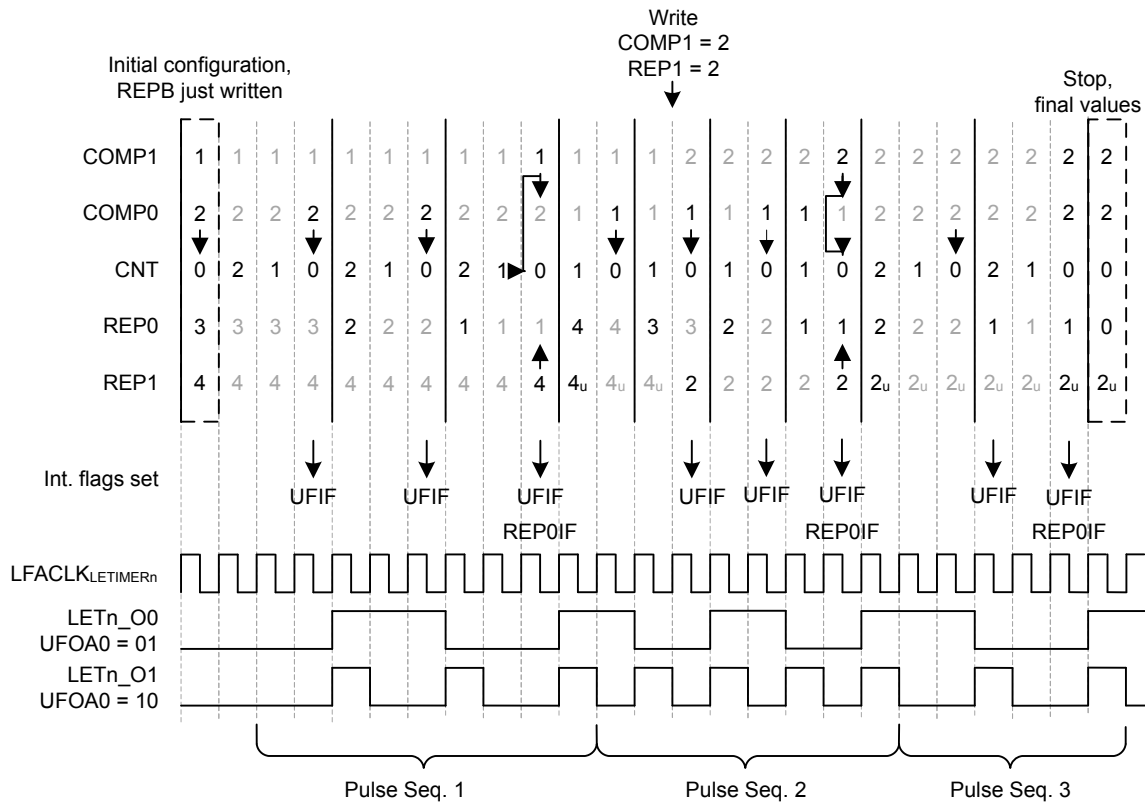 Write
COMP1 = 2
REP1 = 2
Initial configuration,
REPB just written
Stop,
final values
COMP1 1 1 1 1 1 1 1 1 1 1 1 1 1 2 2 2 2 2 2 2 2 2 2 2 2
COMP0 2 2 2 2 2 2 2 2 2 2 1 1 1 1 1 1 1 1 2 2 2 2 2 2 2
CNT 0 2 1 0 2 1 0 2 1 0 1 0 1 0 1 0 1 0 2 1 0 2 1 0 0
REP0 3 3 3 3 2 2 2 1 1 1 4 4 3 3 2 2 1 1 2 2 2 1 1 1 0
REP1 4 4 4 4 4 4 4 4 4 4 4u 4u 4u 2 2 2 2 2 2u 2u 2u 2u 2u 2u 2u
Int. flags set
UFIF UFIF UFIF UFIF UFIF UFIF UFIF UFIF
REP0IF REP0IF REP0IF
LFACLKLETIMERn
LETn_O0
UFOA0 = 01
LETn_O1
UFOA0 = 10
Pulse Seq. 1 Pulse Seq. 2 Pulse Seq. 3